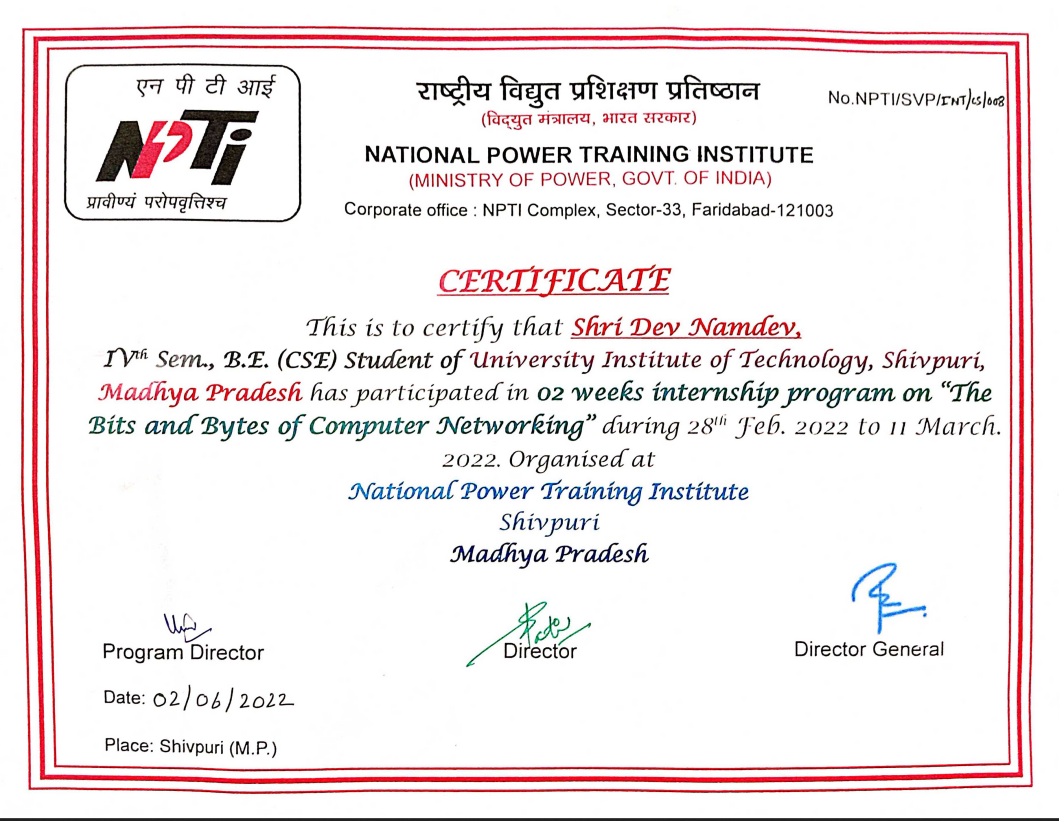 एन पी टी आई
NPTi
प्रावीण्यं परोपवृत्तिश्च
राष्ट्रीय विद्युत प्रशिक्षण प्रतिष्ठान
(विद्युत मंत्रालय, भारत सरकार)
NATIONAL POWER TRAINING INSTITUTE
(MINISTRY OF POWER, GOVT. OF INDIA)
Corporate office : NPTI Complex, Sector-33, Faridabad-121003
No.NPTI/SVP/INT/CS/008
CERTIFICATE
This is to certify that Shri Dev Namdev,
IVth Sem., B.E. (CSE) Student of University Institute of Technology, Shivpuri,
Madhya Pradesh has participated in 02 weeks internship program on “The
Bits and Bytes of Computer Networking” during 28th Feb. 2022 to 11 March.
2022. Organised at
National Power Training Institute
Shivpuri
Madhya Pradesh
Program Director
Director
Director General
Date: 02/06/2022
Place: Shivpuri (M.P.)